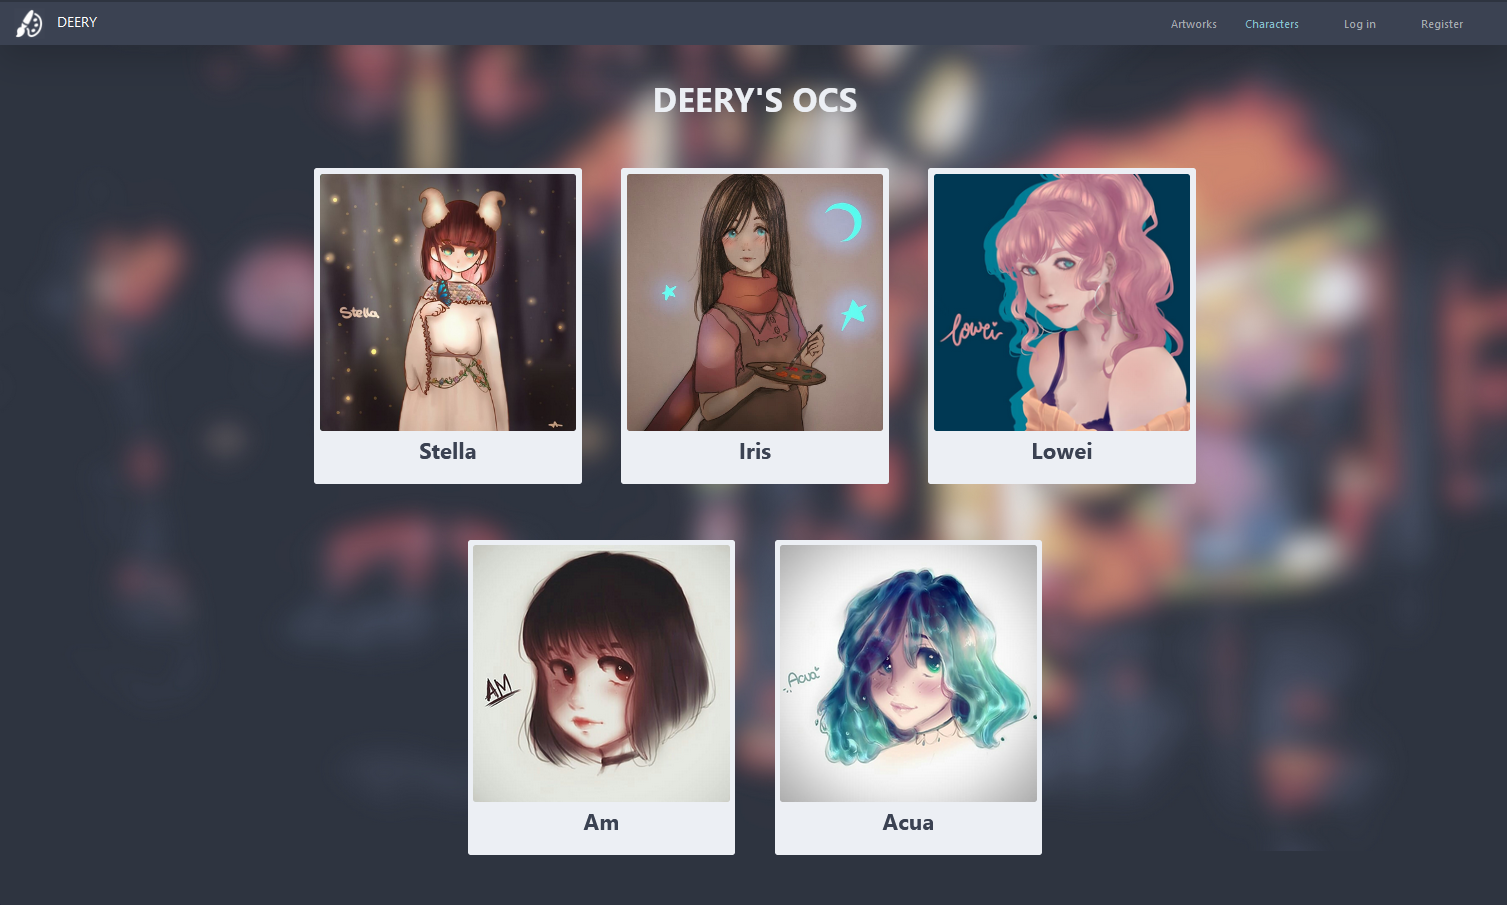 DEERY
Artworks
Characters
Log in
Register
DEERY'S OCS
Stella
Stella
Iris
lowei
Lowei
AM
Am
Acua
Acua